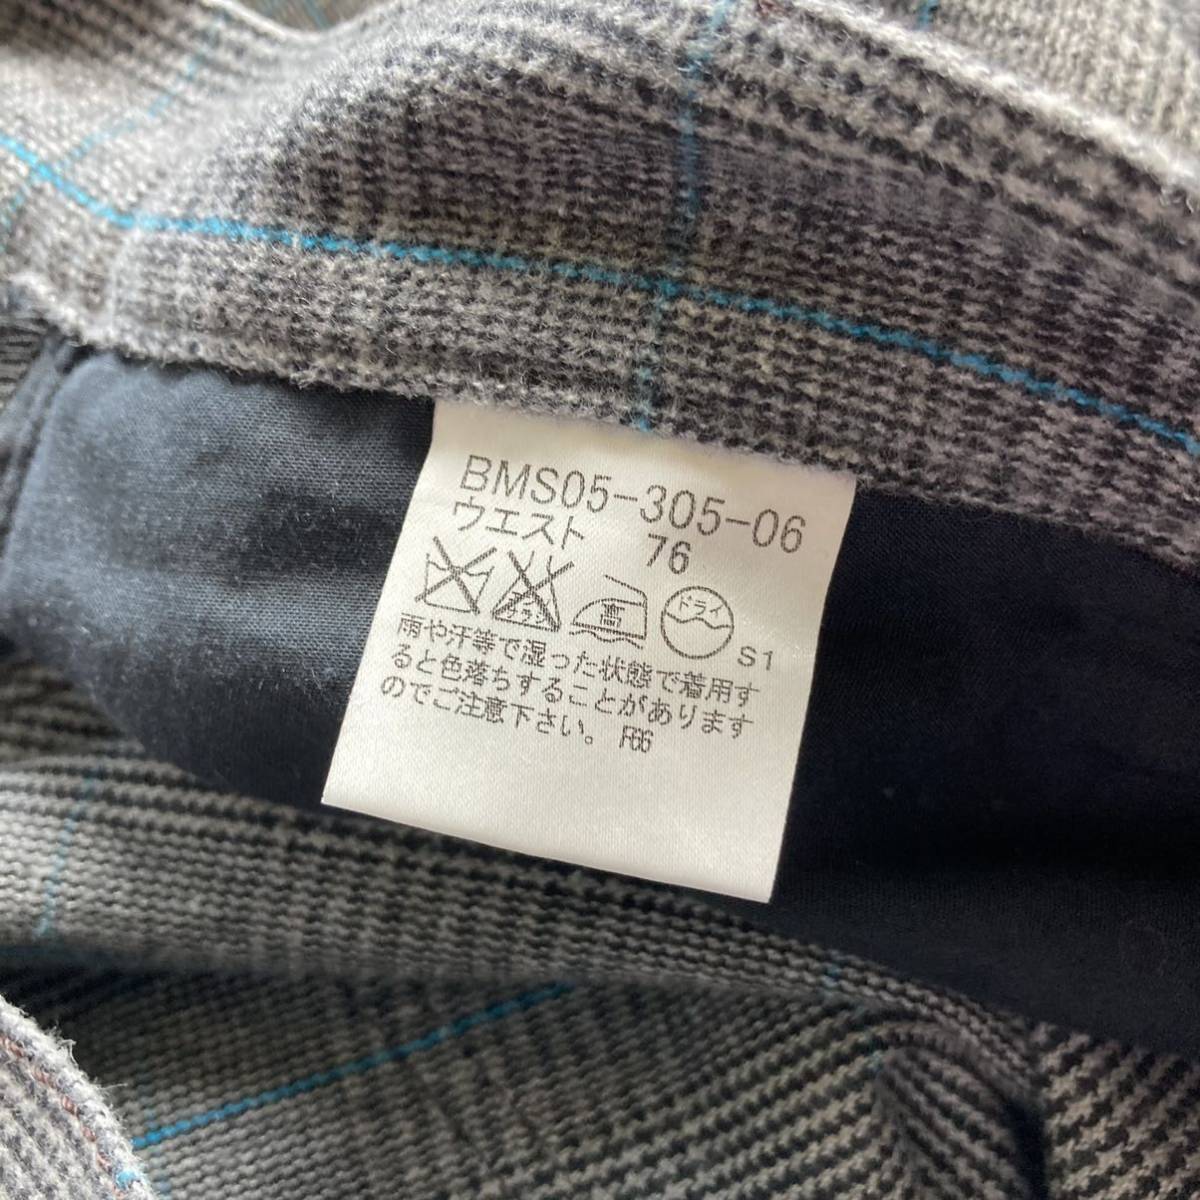 BMS05-305-06
ウエスト 76
高 ドライ S1
雨や汗等で湿った状態で着用す
ると色落ちすることがあります
のでご注意下さい。 F66